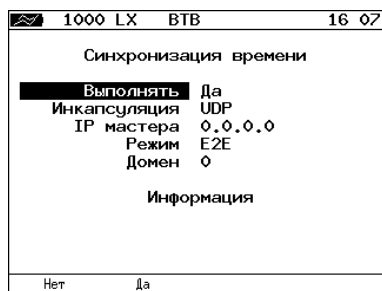 1000 LX BTB 16 07
Синхронизация времени
Выполнять Да
Инкапсуляция UDP
IP мастера 0.0.0.0
Режим E2E
Домен 0
Информация
Нет Да